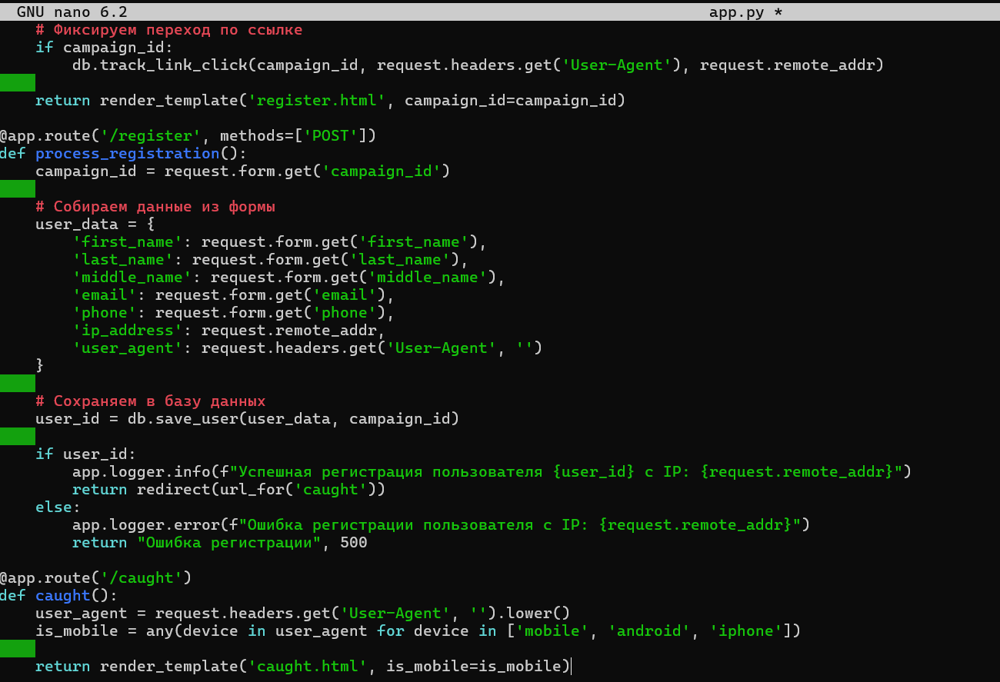 GNU nano 6.2 app.py *
# Фиксируем переход по ссылке
if campaign_id:
db.track_link_click(campaign_id, request.headers.get('User-Agent'), request.remote_addr)
return render_template('register.html', campaign_id=campaign_id)
@app.route('/register', methods=['POST'])
def process_registration():
campaign_id = request.form.get('campaign_id')
# Собираем данные из формы
user_data = {
'first_name': request.form.get('first_name'),
'last_name': request.form.get('last_name'),
'middle_name': request.form.get('middle_name'),
'email': request.form.get('email'),
'phone': request.form.get('phone'),
'ip_address': request.remote_addr,
'user_agent': request.headers.get('User-Agent', '')
}
# Сохраняем в базу данных
user_id = db.save_user(user_data, campaign_id)
if user_id:
app.logger.info(f"Успешная регистрация пользователя {user_id} с IP: {request.remote_addr}")
return redirect(url_for('caught'))
else:
app.logger.error(f"Ошибка регистрации пользователя с IP: {request.remote_addr}")
return "Ошибка регистрации", 500
@app.route('/caught')
def caught():
user_agent = request.headers.get('User-Agent', '').lower()
is_mobile = any(device in user_agent for device in ['mobile', 'android', 'iphone'])
return render_template('caught.html', is_mobile=is_mobile)